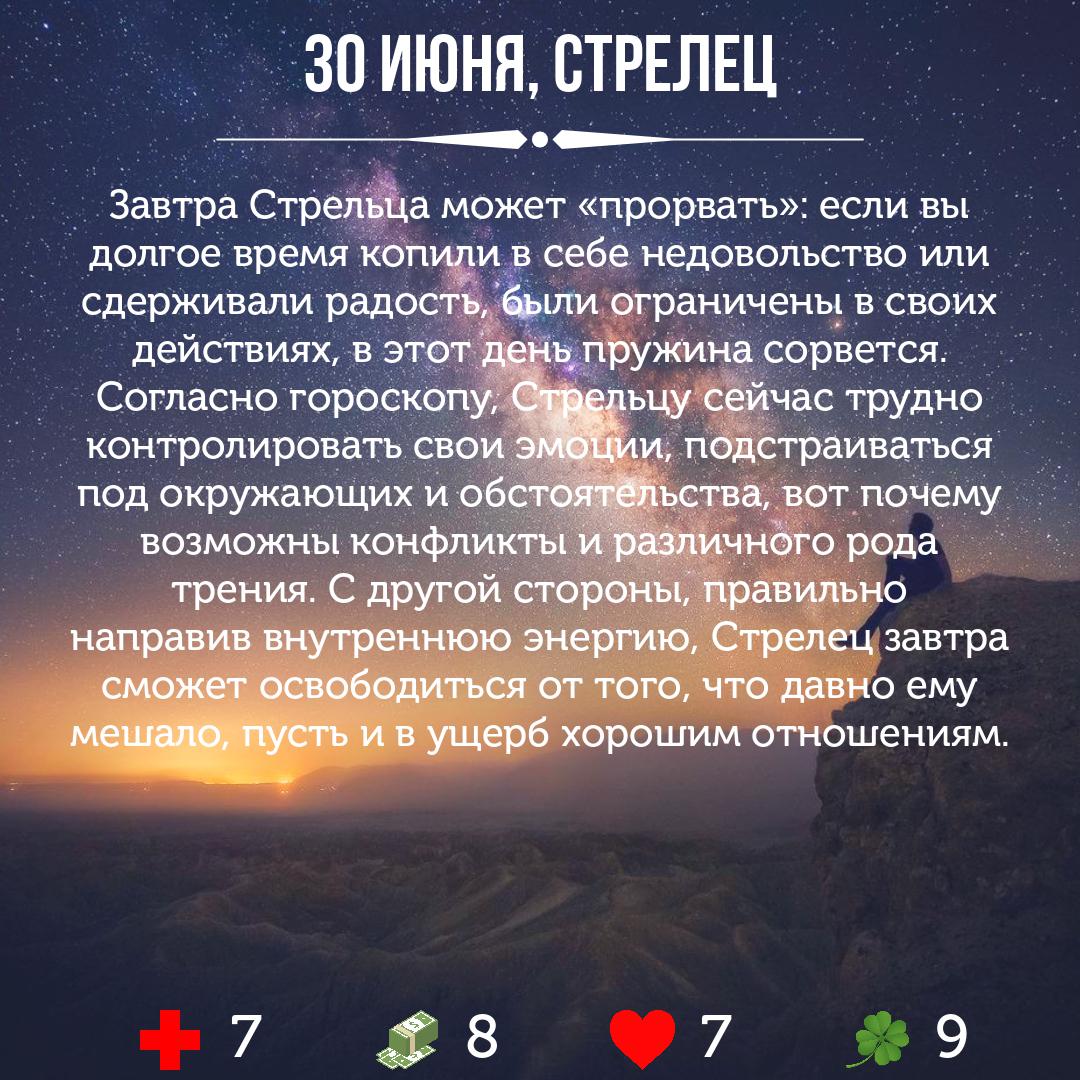 30 ИЮНЯ, СТРЕЛЕЦ
Завтра Стрельца может «прорвать»: если вы
долгое время копили в себе недовольство или
сдерживали радость, были ограничены в своих
действиях, в этот день пружина сорвется.
Согласно гороскопу, Стрельцу сейчас трудно
контролировать свои эмоции, подстраиваться
под окружающих и обстоятельства, вот почему
возможны конфликты и различного рода
трения. С другой стороны, правильно
направив внутреннюю энергию, Стрелец завтра
сможет освободиться от того, что давно ему
мешало, пусть и в ущерб хорошим отношениям.
7 8 7 9